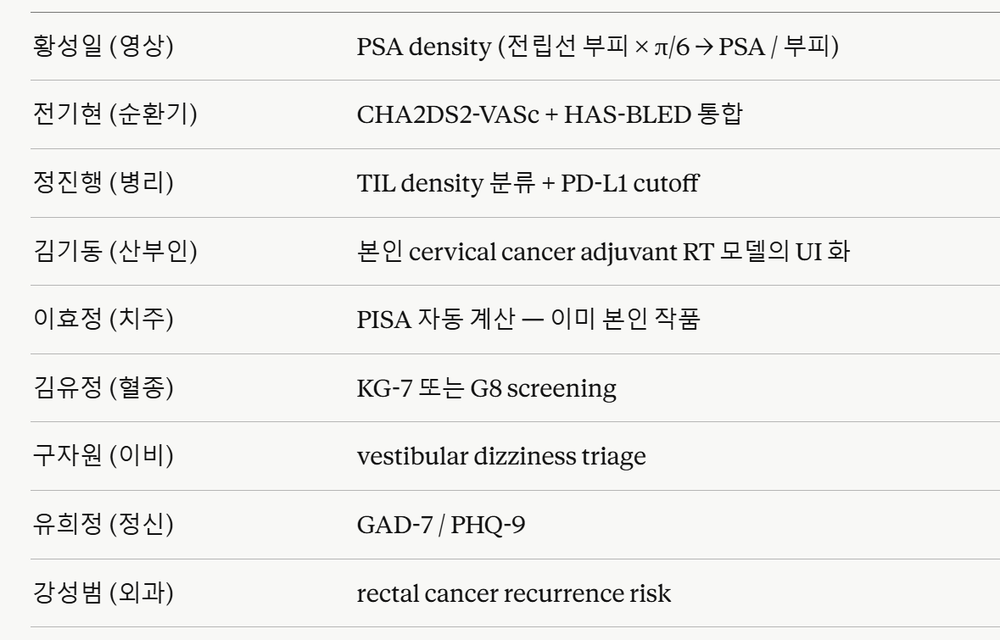 황성일 (영상) PSA density (전립선 부피 × π/6 → PSA / 부피)
전기현 (순환기) CHA2DS2-VASc + HAS-BLED 통합
정진행 (병리) TIL density 분류 + PD-L1 cutoff
김기동 (산부인) 본인 cervical cancer adjuvant RT 모델의 UI 화
이효정 (치주) PISA 자동 계산 — 이미 본인 작품
김유정 (혈종) KG-7 또는 G8 screening
구자원 (이비) vestibular dizziness triage
유희정 (정신) GAD-7 / PHQ-9
강성범 (외과) rectal cancer recurrence risk